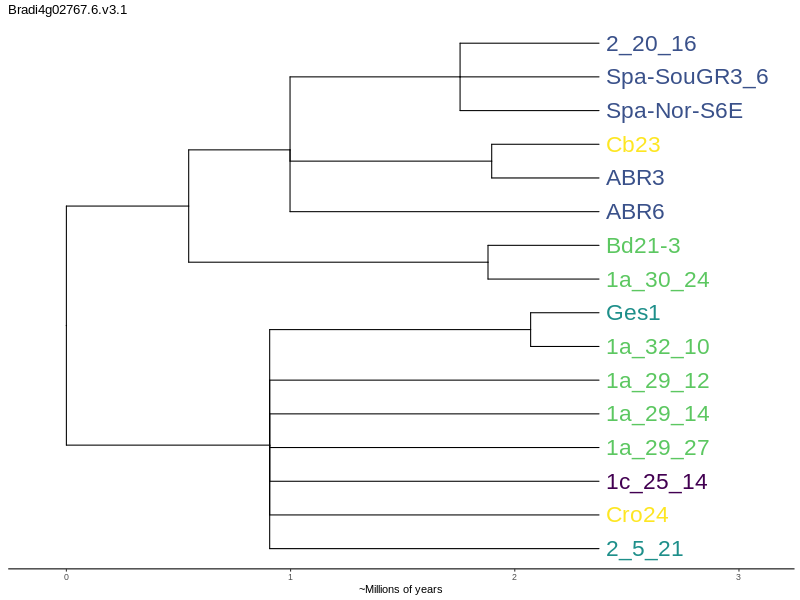 Bradi4g02767.6.v3.1
2_20_16
Spa-SouGR3_6
Spa-Nor-S6E
Cb23
ABR3
ABR6
Bd21-3
1a_30_24
Ges1
1a_32_10
1a_29_12
1a_29_14
1a_29_27
1c_25_14
Cro24
2_5_21
0 1 2 3
~Millions of years